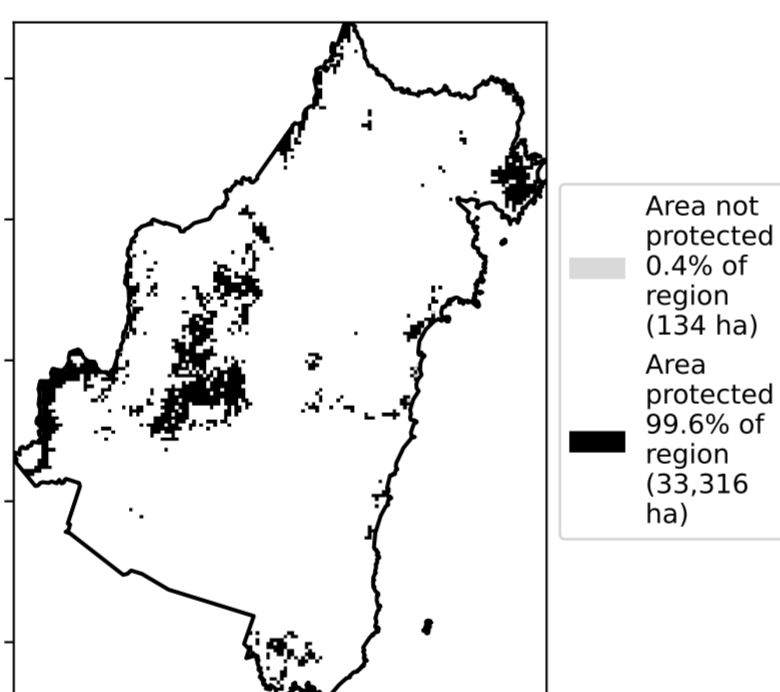 Area not
protected
0.4% of
region
(134 ha)
Area
protected
99.6% of
region
(33,316
ha)